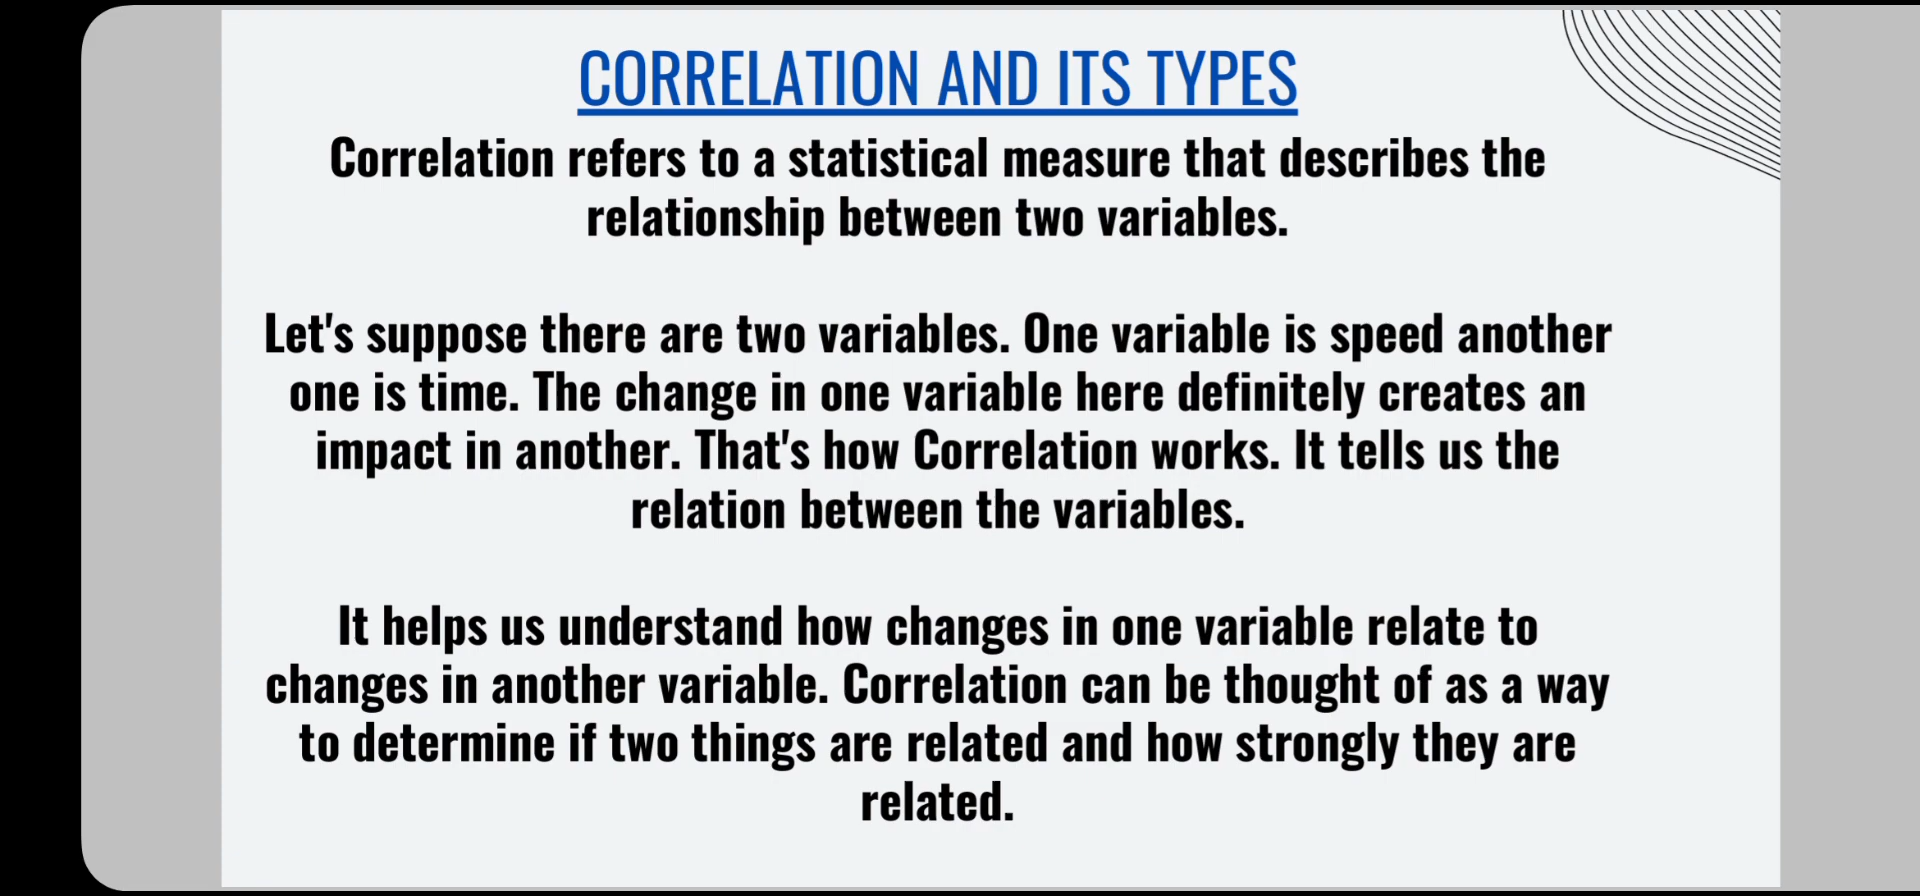 CORRELATION AND ITS TYPES
Correlation refers to a statistical measure that describes the
relationship between two variables.
Let's suppose there are two variables. One variable is speed another
one is time. The change in one variable here definitely creates an
impact in another. That's how Correlation works. It tells us the
relation between the variables.
It helps us understand how changes in one variable relate to
changes in another variable. Correlation can be thought of as a way
to determine if two things are related and how strongly they are
related.